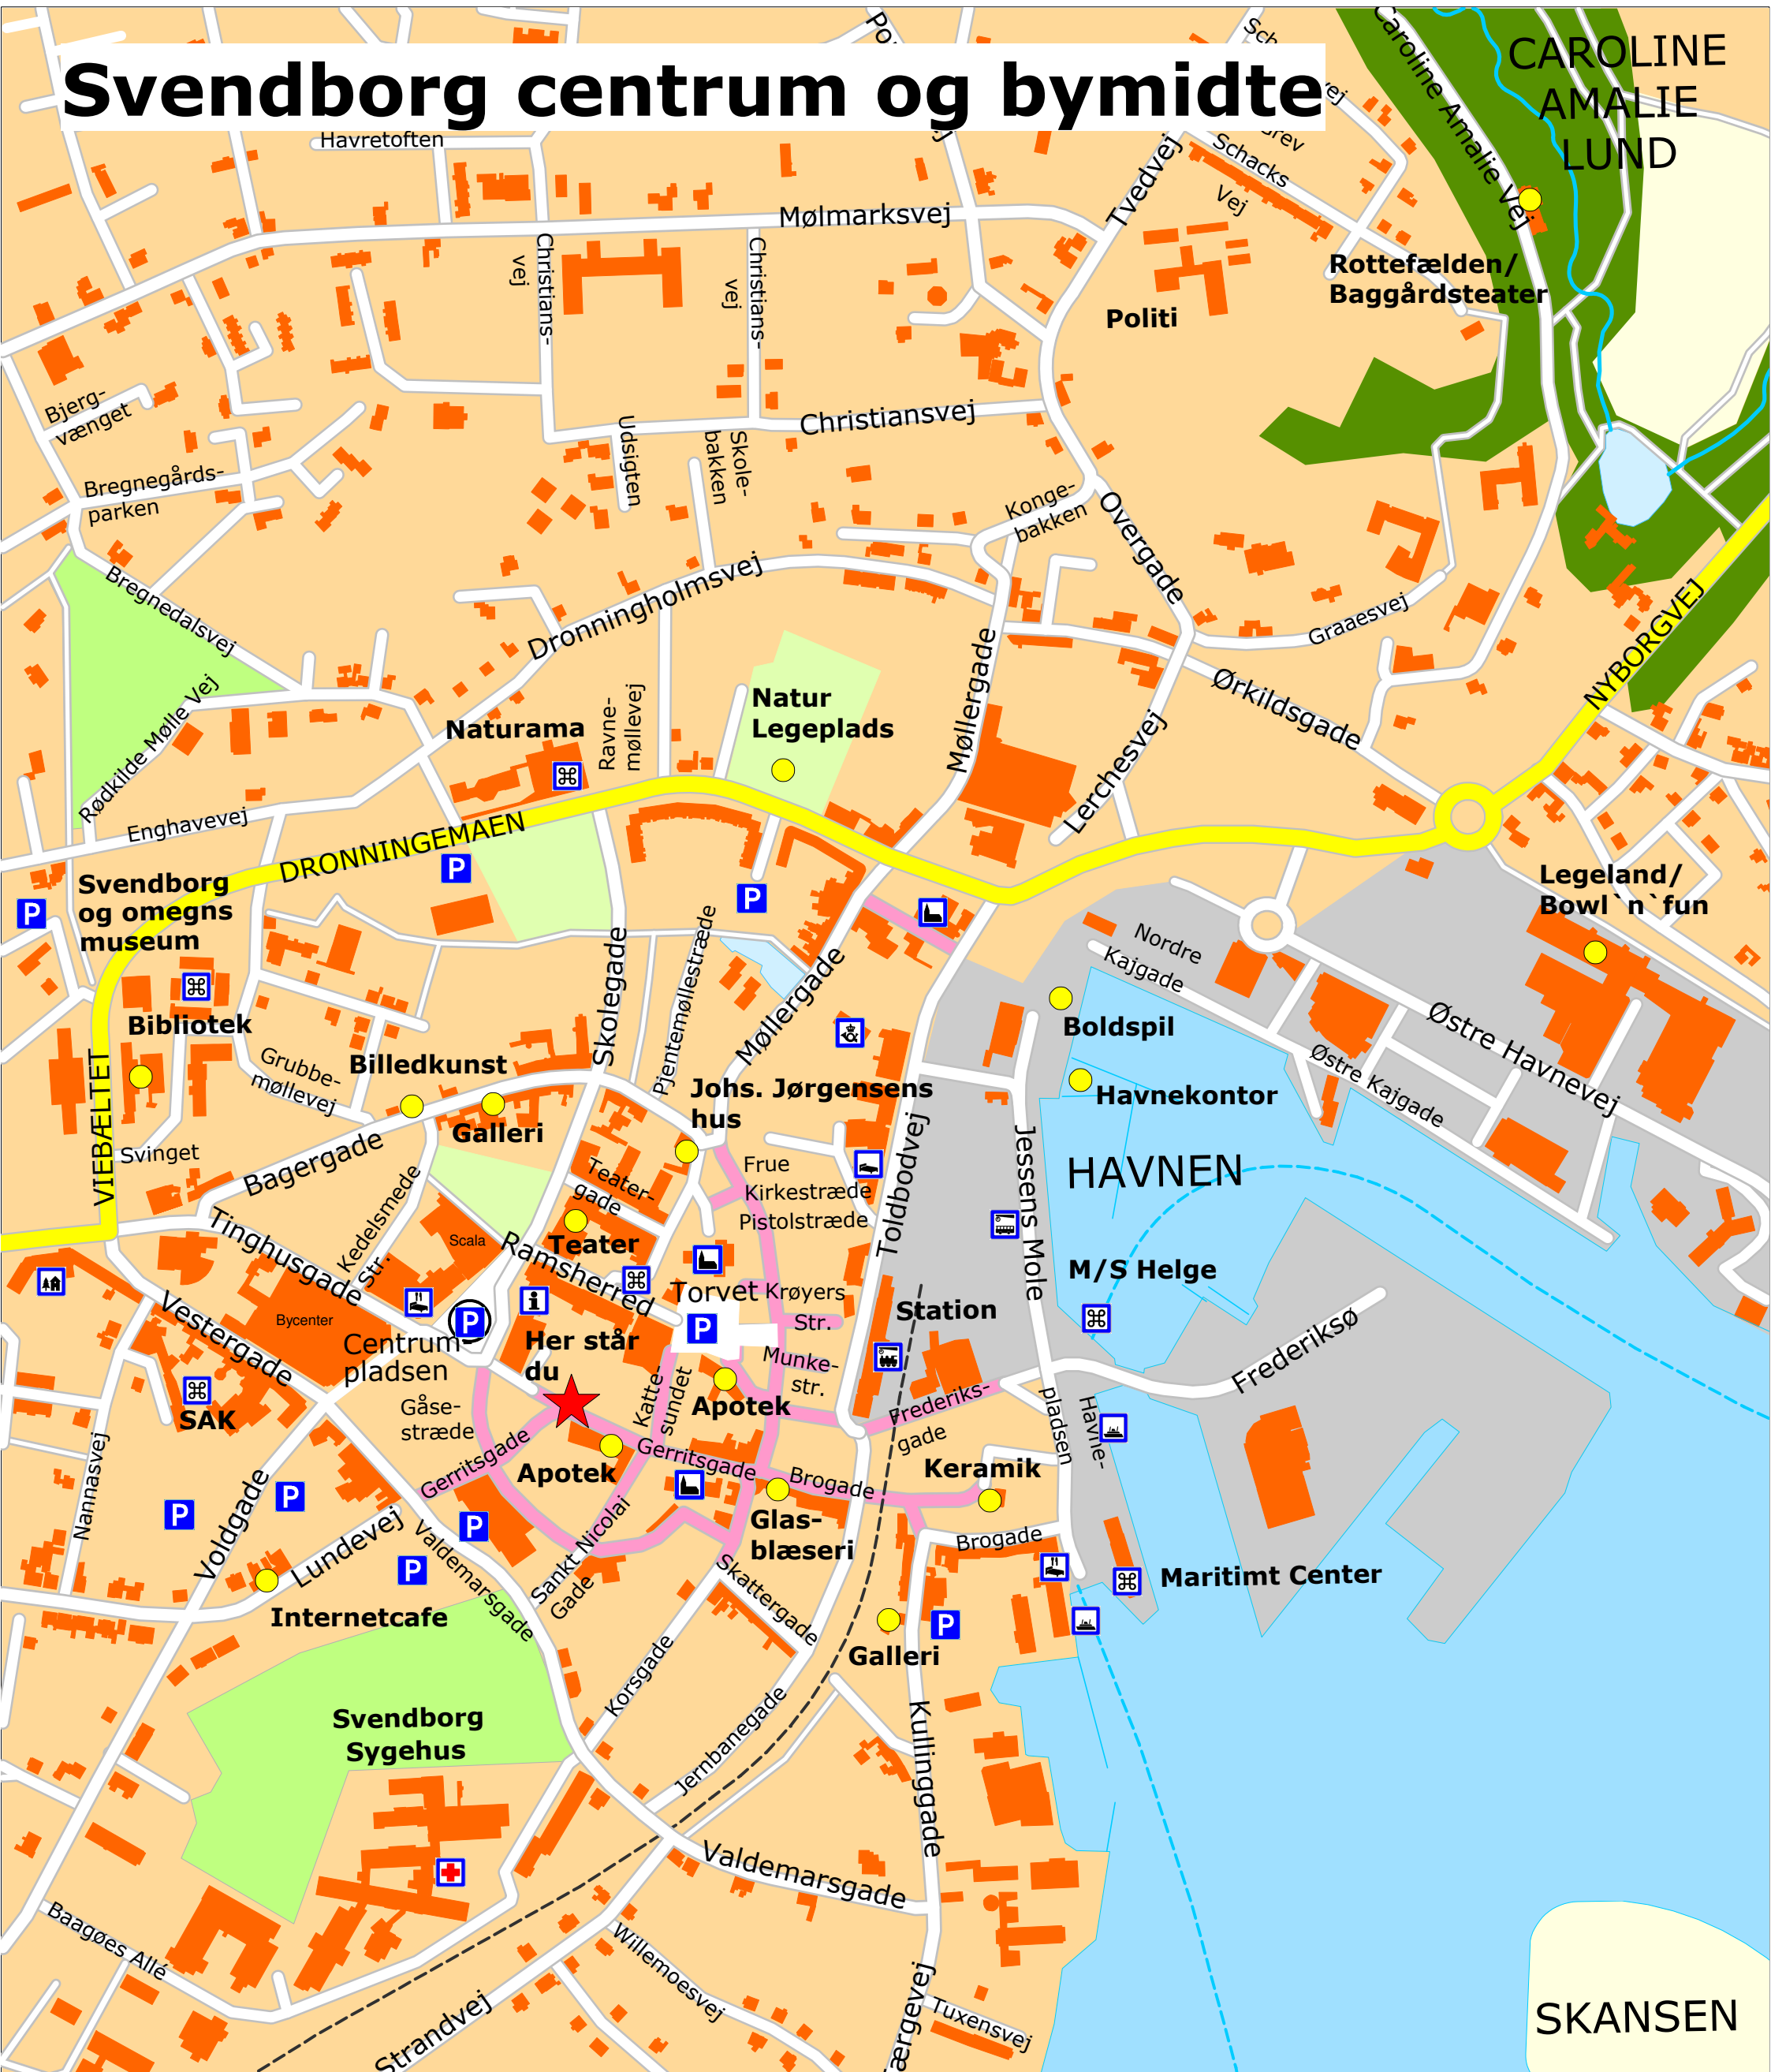 Svendborg centrum og bymidte
CAROLINE
AMALIE
LUND
Caroline Amalie Vej
Havretoften
Schacks
Vej
Tvedvej
Mølmarksvej
Christians-
vej
Christians-
vej
Rottefælden/
Baggårdsteater
Politi
Bjerg-
vænget
Christiansvej
Udsigten
Skole-
bakken
Bregnegårds-
parken
Konge-
bakken
Overgade
Bregnedalsvej
Dronningholmsvej
Graaesvej
NYBORGVEJ
Møllergade
Ørkildsgade
Lerchesvej
Rødkilde Mølle Vej
Naturama
Ravne-
møllevej
Natur
Legeplads
Enghavevej
DRONNINGEMAEN
P
P
P
Svendborg
og omegns
museum
Legeland/
Bowl`n`fun
Nordre
Kajgade
Skolegade
Pjentemøllestræde
Møllergade
Østre Havnevej
Østre Kajgade
Boldspil
Bibliotek
Billedkunst
Grubbe-
møllevej
Johs. Jørgensens
hus
Havnekontor
VIEBÆLTET
Galleri
Svinget
Bagergade
Toldbodvej
Jessens Mole
HAVNEN
Frue
Kirkestræde
Pistolstræde
Teater-
gade
Kedelsmede
Str.
Tinghusgade
Scala
Teater
Ramsherred
M/S Helge
Torvet
Krøyers
Str.
Station
Vestergade
Bycenter
P
P
Centrum-
pladsen
Her står
du
Munke-
str.
Frederiksø
Katte-
sundet
Apotek
Frederiks-
gade
Havne-
pladsen
SAK
Gåse-
stræde
Gerritsgade
Gerritsgade
Apotek
Brogade
Keramik
Nannasvej
Voldgade
P
P
P
P
Lundevej
Valdemarsgade
Sankt Nicolai
Gade
Glas-
blæseri
Skattergade
Brogade
Maritimt Center
Internetcafe
P
Galleri
Korsgade
Svendborg
Sygehus
Jernbanegade
Kullinggade
Valdemarsgade
Baagøes Allé
Willemoesvej
Strandvej
Tuxensvej
SKANSEN